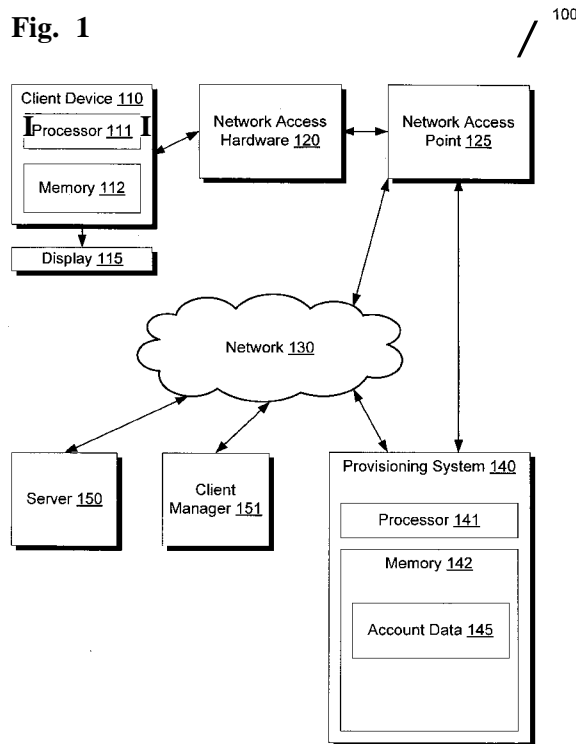 Fig. 1
100
Client Device 110
Processor 111
Memory 112
Display 115
Network Access
Hardware 120
Network Access
Point 125
Network 130
Server 150
Client
Manager 151
Provisioning System 140
Processor 141
Memory 142
Account Data 145